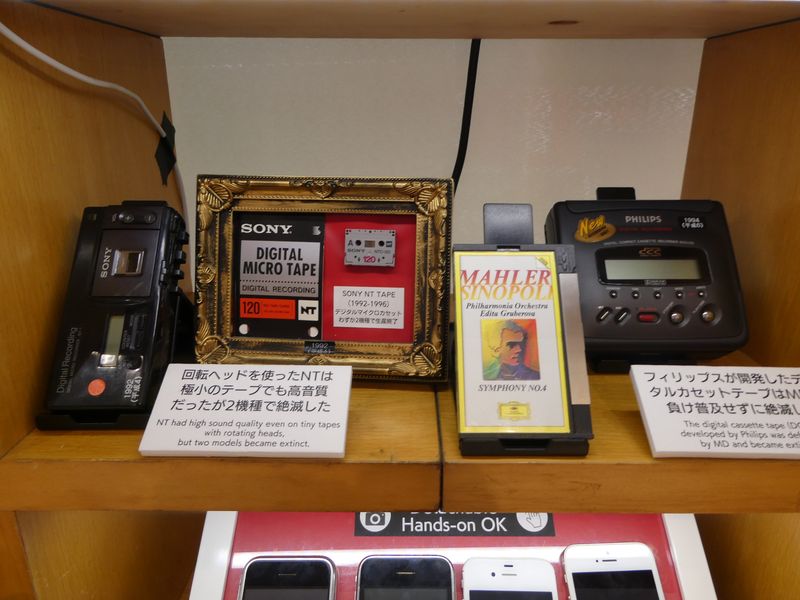 SONY
Digital Recording
1992
(平成4)
SONY
DIGITAL
MICRO TAPE
DIGITAL RECORDING
120
NT
A
SONY
120
SONY NT TAPE
(1992-1996)
デジタルマイクロカセット
わずか2機種で生産終了
1992
MAHLER
SINOPOLI
Philharmonia Orchestra
Edita Gruberova
SYMPHONY NO.4
New
PHILIPS
1994
(平成6)
dcc
回転ヘッドを使ったNTは
極小のテープでも高音質
だったが2機種で絶滅した
NT had high sound quality even on tiny tapes
with rotating heads,
but two models became extinct.
フィリップスが開発したデ
タルカセットテープはM
負け普及せずに絶滅し
The digital cassette tape (D
developed by Philips was de
by MD and became exti
Hands-on OK